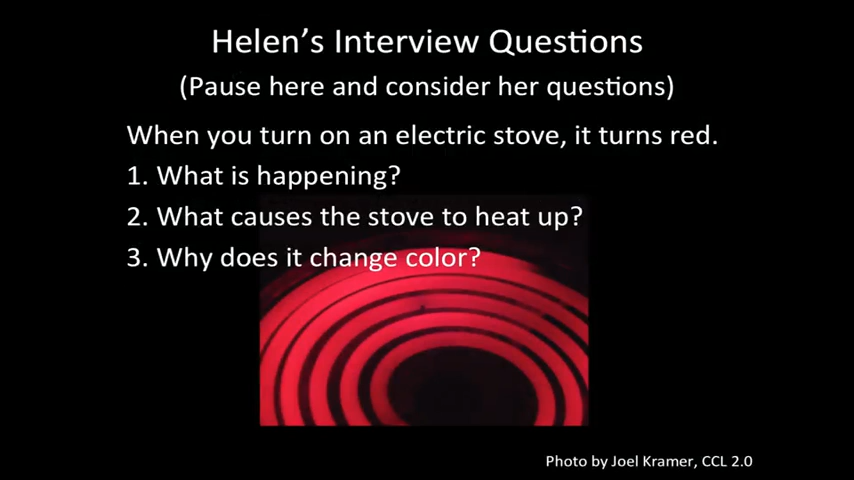 Helen’s Interview Questions
(Pause here and consider her questions)
When you turn on an electric stove, it turns red.
1. What is happening?
2. What causes the stove to heat up?
3. Why does it change color?
Photo by Joel Kramer, CCL 2.0